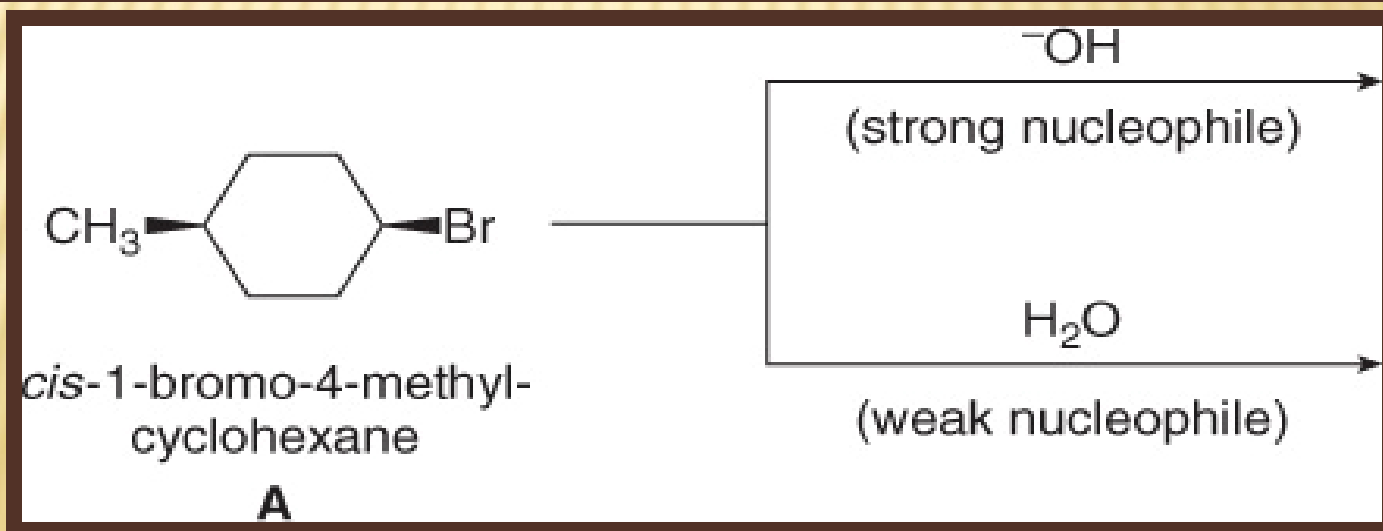 ⁻OH
(strong nucleophile)
CH₃ Br
H₂O
(weak nucleophile)
cis-1-bromo-4-methyl-
cyclohexane
A